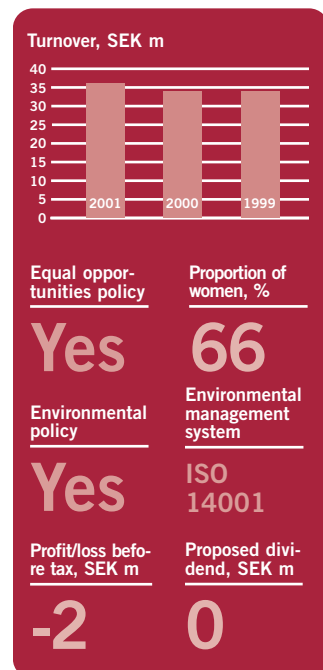 Turnover, SEK m
40
35
30
25
20
15
10
5
0
2001 2000 1999
Equal oppor-
tunities policy
Yes
Proportion of
women, %
66
Environmental
policy
Yes
Environmental
management
system
ISO
14001
Profit/loss befo-
re tax, SEK m
-2
Proposed divi-
dend, SEK m
0